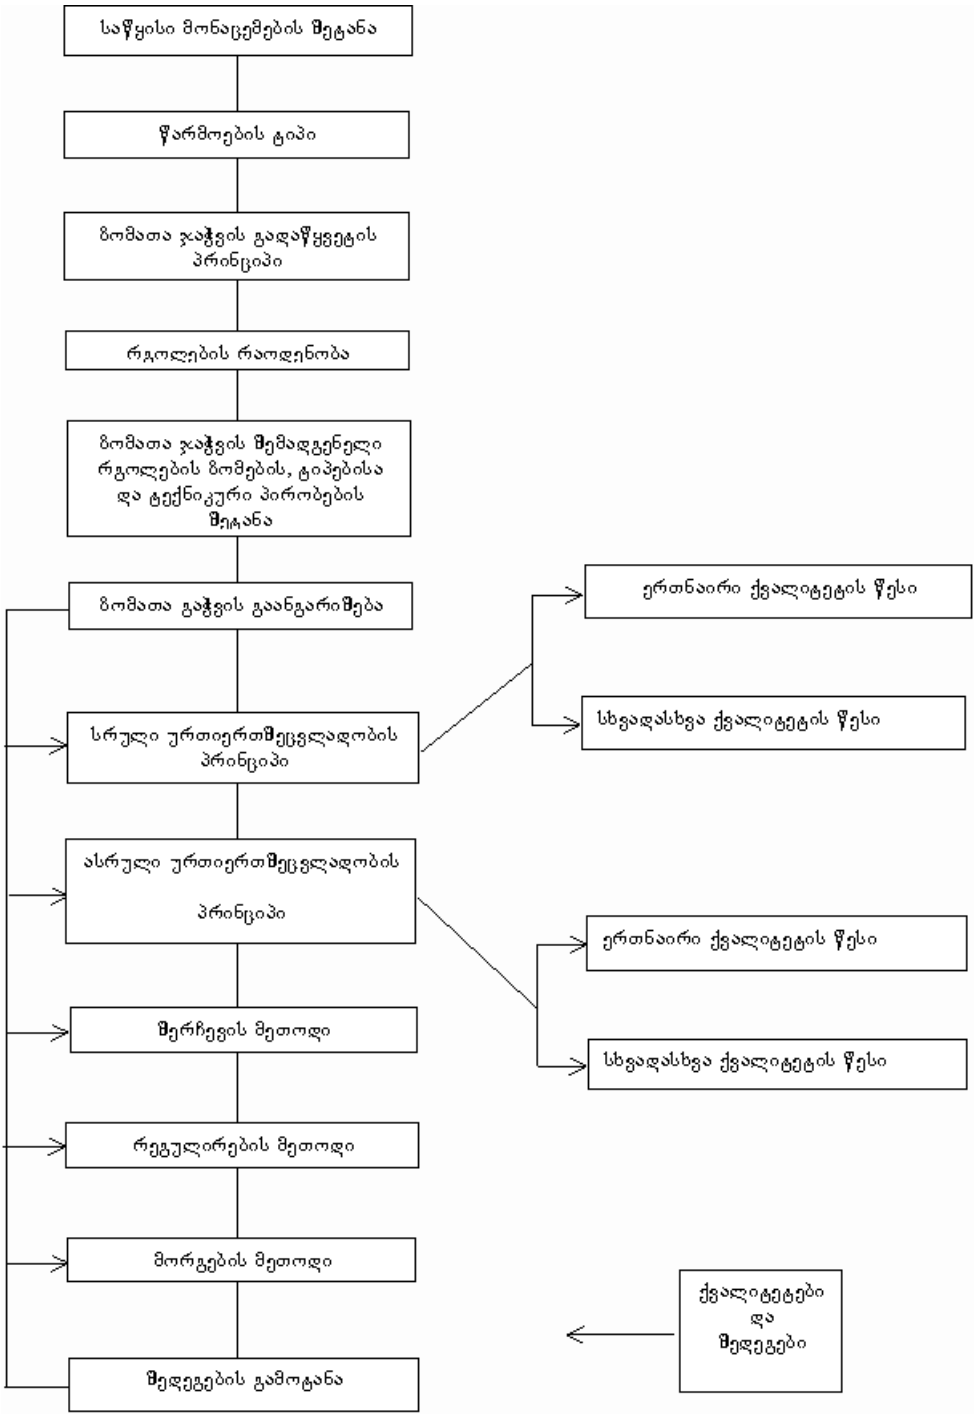 საწყისი მონაცემების შეტანა
წარმოების ტიპი
ზომათა ჯაჭვის გადაწყვეტის
პრინციპი
რგოლების რაოდენობა
ზომათა ჯაჭვის შემადგენელი
რგოლების ზომების, ტიპებისა
და ტექნიკური პირობების
შეტანა
ზომათა გაჭვის გაანგარიშება
ერთნაირი ქვალიტეტის წესი
სხვადასხვა ქვალიტეტის წესი
სრული ურთიერთშეცვლადობის
პრინციპი
ასრული ურთიერთშეცვლადობის
პრინციპი
ერთნაირი ქვალიტეტის წესი
სხვადასხვა ქვალიტეტის წესი
შერჩევის მეთოდი
რეგულირების მეთოდი
მორგების მეთოდი
ქვალიტეტები
და
შედეგები
შედეგების გამოტანა